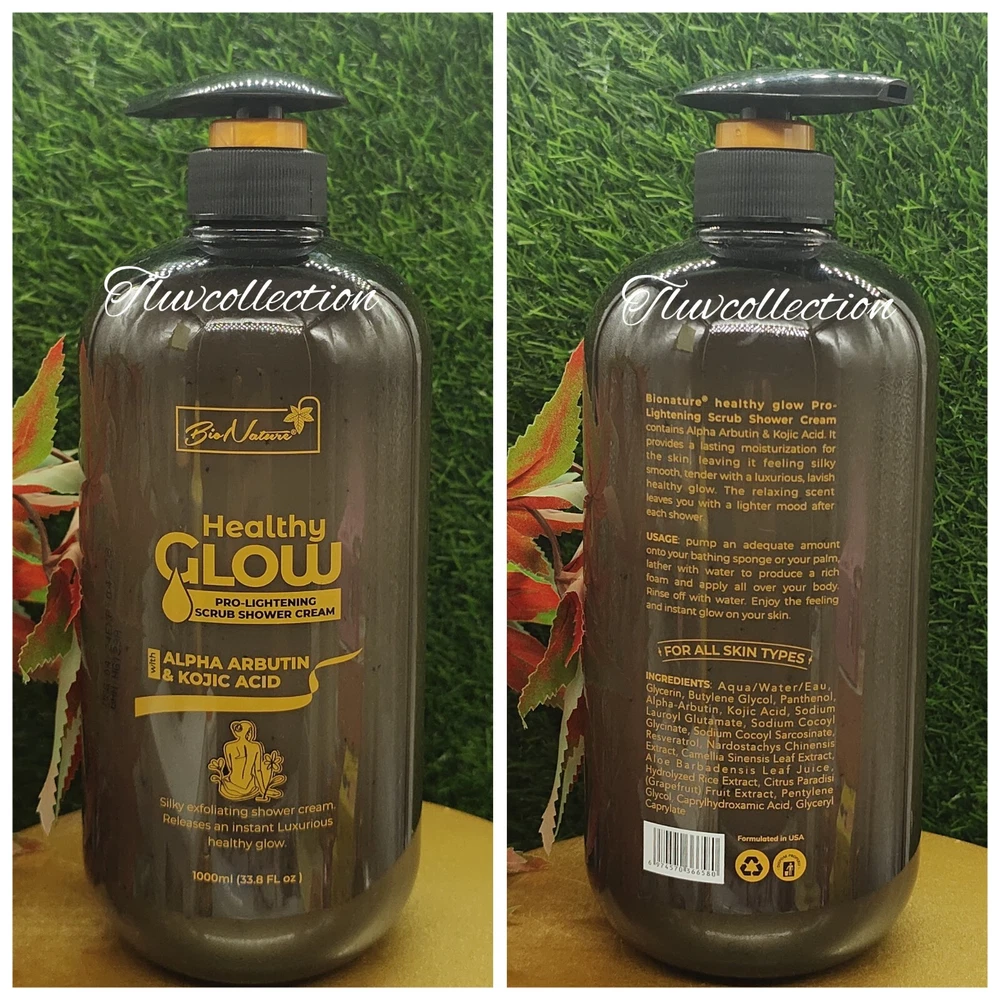 Tluvcollection
BioNature®
Healthy
GLOW
PRO-LIGHTENING
SCRUB SHOWER CREAM
with
ALPHA ARBUTIN
& KOJIC ACID
Silky exfoliating shower cream.
Releases an instant Luxurious
healthy glow.
1000ml (33.8 FL oz )
Tluvcollection
Bionature® healthy glow Pro-
Lightening Scrub Shower Cream
contains Alpha Arbutin & Kojic Acid. It
provides a lasting moisturization for
the skin, leaving it feeling silky
smooth, tender with a luxurious, lavish
healthy glow. The relaxing scent
leaves you with a lighter mood after
each shower.
USAGE: pump an adequate amount
onto your bathing sponge or your palm,
lather with water to produce a rich
foam and apply all over your body.
Rinse off with water. Enjoy the feeling
and instant glow on your skin.
FOR ALL SKIN TYPES
INGREDIENTS: Aqua/Water/Eau,
Glycerin, Butylene Glycol, Panthenol,
Alpha-Arbutin, Kojic Acid, Sodium
Lauroyl Glutamate, Sodium Cocoyl
Glycinate, Sodium Cocoyl Sarcosinate,
Resveratrol, Nardostachys Chinensis
Extract, Camellia Sinensis Leaf Extract,
Aloe Barbadensis Leaf Juice,
Hydrolyzed Rice Extract, Citrus Paradisi
(Grapefruit) Fruit Extract, Pentylene
Glycol, Caprylhydroxamic Acid, Glyceryl
Caprylate
Formulated in USA
6 974570 366580